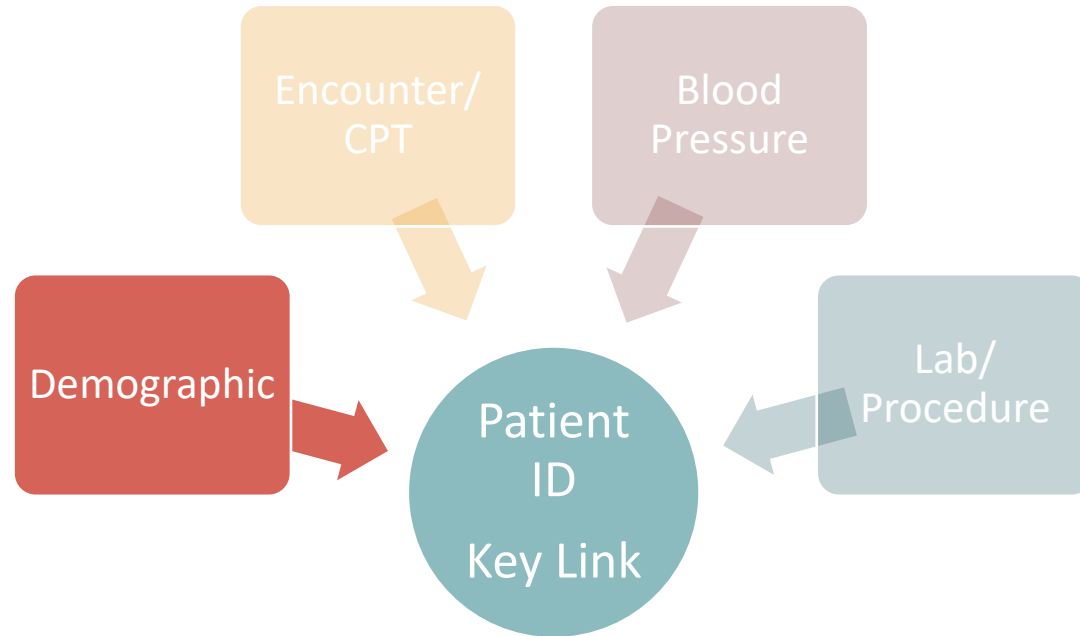 Encounter/
CPT
Blood
Pressure
Demographic
Lab/
Procedure
Patient
ID
Key Link